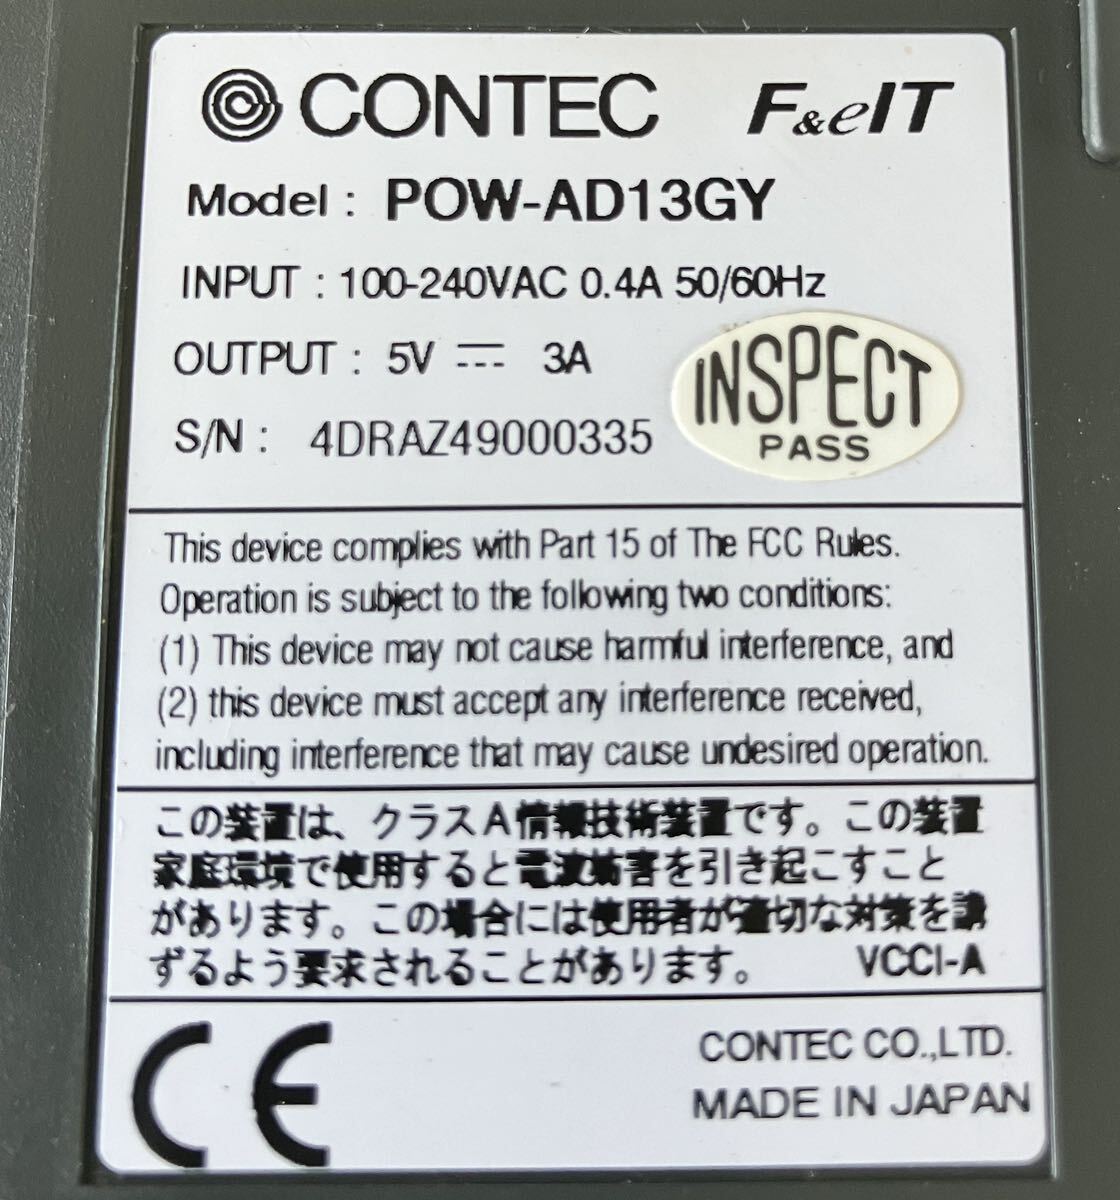 CONTEC F&eIT
Model : POW-AD13GY
INPUT : 100-240VAC 0.4A 50/60Hz
OUTPUT : 5V ⎓ 3A
S/N : 4DRAZ49000335
INSPECT
PASS
This device complies with Part 15 of The FCC Rules.
Operation is subject to the following two conditions:
(1) This device may not cause harmful interference, and
(2) this device must accept any interference received,
including interference that may cause undesired operation.
この装置は、クラスA情報技術装置です。この装置
家庭環境で使用すると電波妨害を引き起こすこと
があります。この場合には使用者が適切な対策を講
ずるよう要求されることがあります。 VCCI-A
CE
CONTEC CO.,LTD.
MADE IN JAPAN